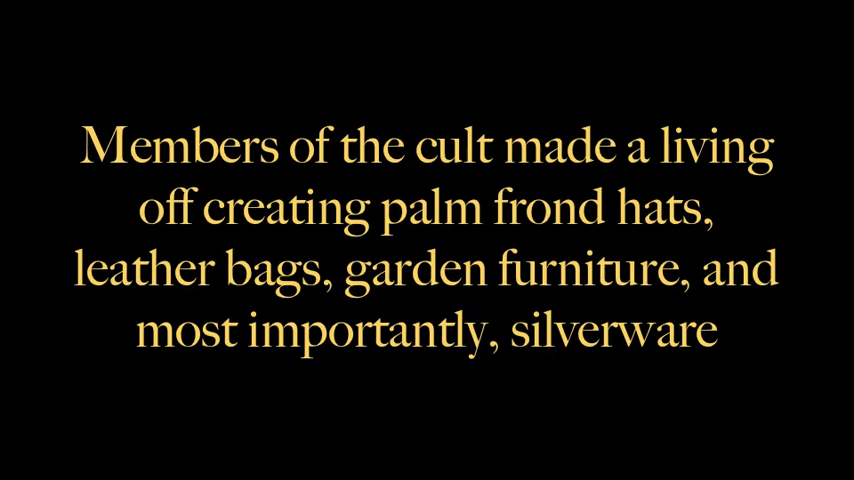 Members of the cult made a living
off creating palm frond hats,
leather bags, garden furniture, and
most importantly, silverware